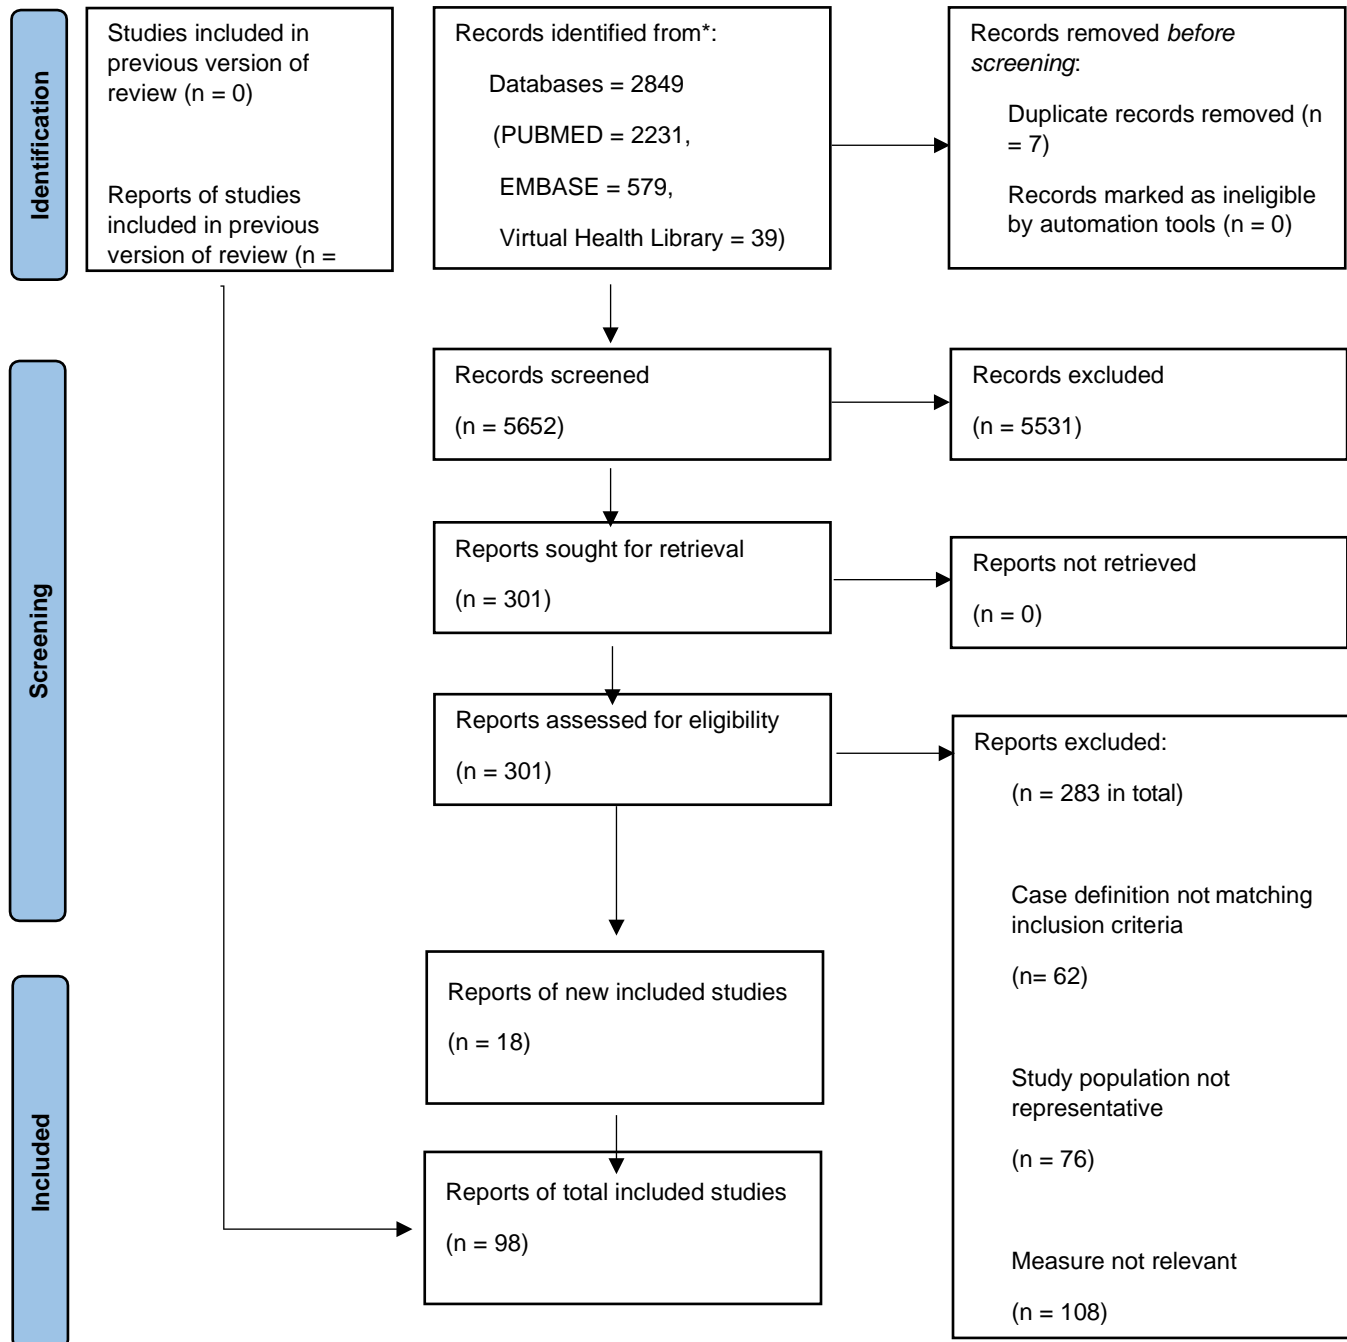 Identification
Studies included in
previous version of
review (n = 0)
Reports of studies
included in previous
version of review (n =
Records identified from*:
Databases = 2849
(PUBMED = 2231,
EMBASE = 579,
Virtual Health Library = 39)
Records removed before
screening:
Duplicate records removed (n
= 7)
Records marked as ineligible
by automation tools (n = 0)
Screening
Records screened
(n = 5652)
Records excluded
(n = 5531)
Reports sought for retrieval
(n = 301)
Reports not retrieved
(n = 0)
Reports assessed for eligibility
(n = 301)
Reports excluded:
(n = 283 in total)
Case definition not matching
inclusion criteria
(n= 62)
Study population not
representative
(n = 76)
Measure not relevant
(n = 108)
Included
Reports of new included studies
(n = 18)
Reports of total included studies
(n = 98)